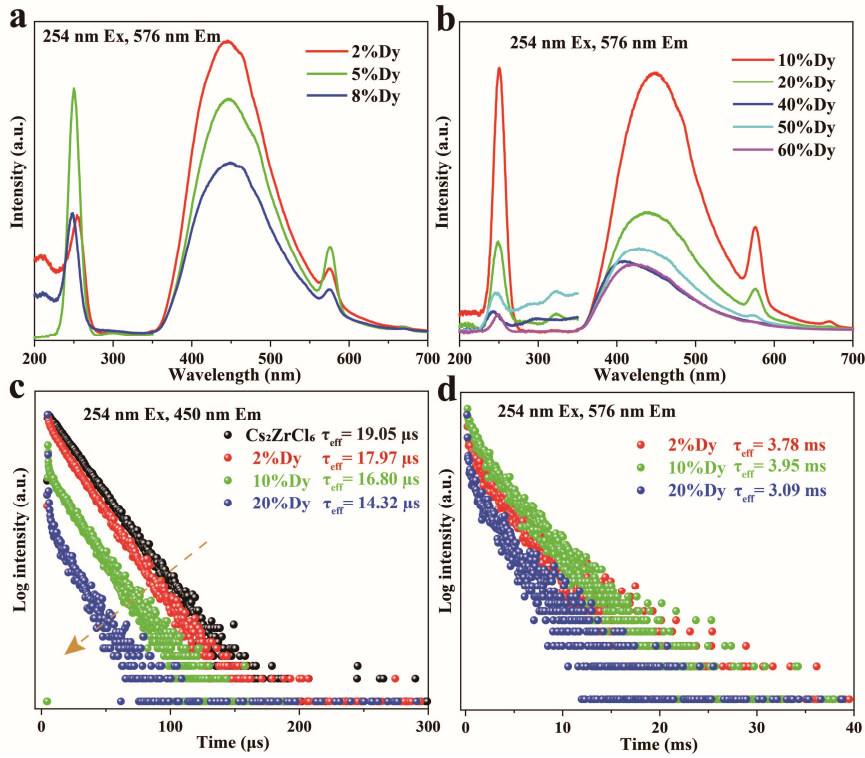 a
254 nm Ex, 576 nm Em
2%Dy
5%Dy
8%Dy
Intensity (a.u.)
200 300 400 500 600 700
Wavelength (nm)
b
254 nm Ex, 576 nm Em
10%Dy
20%Dy
40%Dy
50%Dy
60%Dy
Intensity (a.u.)
200 300 400 500 600 700
Wavelength (nm)
c
254 nm Ex, 450 nm Em
Cs₂ZrCl₆ τeff= 19.05 μs
2%Dy τeff= 17.97 μs
10%Dy τeff= 16.80 μs
20%Dy τeff= 14.32 μs
Log intensity (a.u.)
0 100 200 300
Time (μs)
d
254 nm Ex, 576 nm Em
2%Dy τeff= 3.78 ms
10%Dy τeff= 3.95 ms
20%Dy τeff= 3.09 ms
Log intensity (a.u.)
0 10 20 30 40
Time (ms)